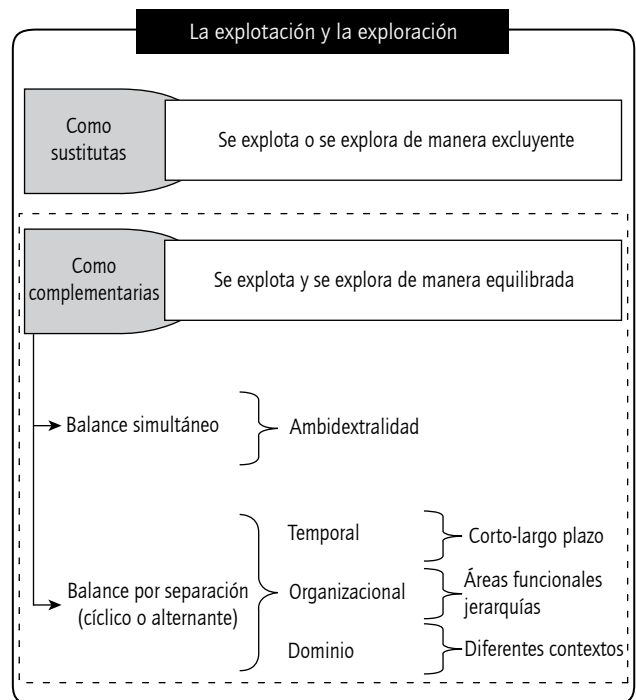 La explotación y la exploración
Como
sustitutas
Se explota o se explora de manera excluyente
Como
complementarias
Se explota y se explora de manera equilibrada
Balance simultáneo
Ambidextralidad
Balance por separación
(cíclico o alternante)
Temporal
Corto-largo plazo
Organizacional
Áreas funcionales
jerarquías
Dominio
Diferentes contextos